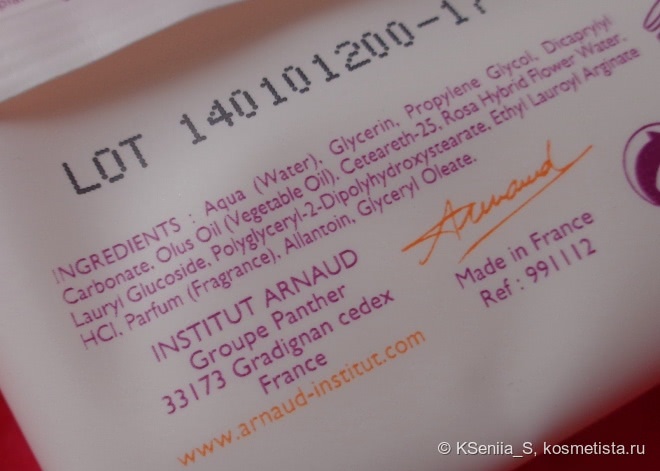 LOT 140101200-17
INGREDIENTS : Aqua (Water), Glycerin, Propylene Glycol, Dicaprylyl
Carbonate, Olus Oil (Vegetable Oil), Ceteareth-25, Rosa Hybrid Flower Water,
Lauryl Glucoside, Polyglyceryl-2-Dipolyhydroxystearate, Ethyl Lauroyl Arginate
HCl, Parfum (Fragrance), Allantoin, Glyceryl Oleate.
Arnaud
INSTITUT ARNAUD
Groupe Panther
33173 Gradignan cedex
France
Made in France
Ref : 991112
www.arnaud-institut.com
© KSeniia_S, kosmetista.ru